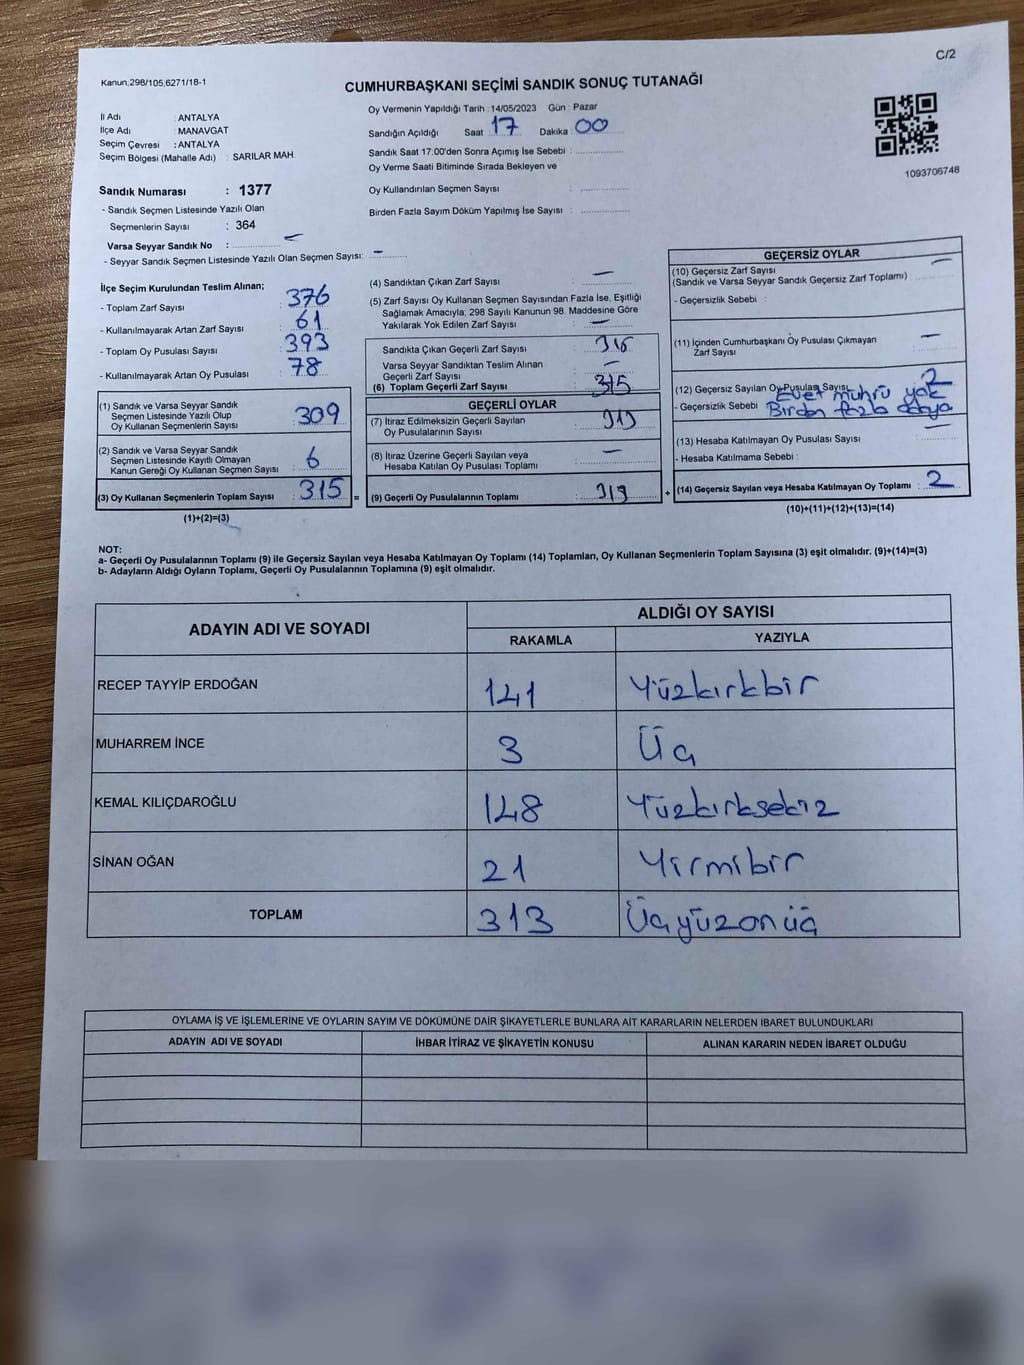 C/2
Kanun,298/105,6271/18-1
CUMHURBAŞKANI SEÇİMİ SANDIK SONUÇ TUTANAĞI
İl Adı : ANTALYA
İlçe Adı : MANAVGAT
Seçim Çevresi : ANTALYA
Seçim Bölgesi (Mahalle Adı) : SARILAR MAH.
Sandık Numarası : 1377
- Sandık Seçmen Listesinde Yazılı Olan
Seçmenlerin Sayısı : 364
Varsa Seyyar Sandık No : –
- Seyyar Sandık Seçmen Listesinde Yazılı Olan Seçmen Sayısı: –
Oy Vermenin Yapıldığı Tarih : 14/05/2023 Gün : Pazar
Sandığın Açıldığı Saat 17 Dakika 00
Sandık Saat 17:00'den Sonra Açımış İse Sebebi :
Oy Verme Saati Bitiminde Sırada Bekleyen ve
Oy Kullandırılan Seçmen Sayısı :
Birden Fazla Sayım Döküm Yapılmış İse Sayısı :
1093706748
İlçe Seçim Kurulundan Teslim Alınan;
- Toplam Zarf Sayısı : 376
- Kullanılmayarak Artan Zarf Sayısı : 61
- Toplam Oy Pusulası Sayısı : 393
- Kullanılmayarak Artan Oy Pusulası : 78
(1) Sandık ve Varsa Seyyar Sandık
Seçmen Listesinde Yazılı Olup
Oy Kullanan Seçmenlerin Sayısı : 309
(2) Sandık ve Varsa Seyyar Sandık
Seçmen Listesinde Kayıtlı Olmayan
Kanun Gereği Oy Kullanan Seçmen Sayısı : 6
(3) Oy Kullanan Seçmenlerin Toplam Sayısı : 315 =
(1)+(2)=(3)
(4) Sandıktan Çıkan Zarf Sayısı : –
(5) Zarf Sayısı Oy Kullanan Seçmen Sayısından Fazla İse, Eşitliği
Sağlamak Amacıyla; 298 Sayılı Kanunun 98. Maddesine Göre
Yakılarak Yok Edilen Zarf Sayısı : –
Sandıkta Çıkan Geçerli Zarf Sayısı :
Varsa Seyyar Sandıktan Teslim Alınan
Geçerli Zarf Sayısı : –
(6) Toplam Geçerli Zarf Sayısı : 315
GEÇERLİ OYLAR
(7) İtiraz Edilmeksizin Geçerli Sayılan
Oy Pusulalarının Sayısı : 313
(8) İtiraz Üzerine Geçerli Sayılan veya
Hesaba Katılan Oy Pusulası Toplamı : –
(9) Geçerli Oy Pusulalarının Toplamı : 313 +
GEÇERSİZ OYLAR
(10) Geçersiz Zarf Sayısı
(Sandık ve Varsa Seyyar Sandık Geçersiz Zarf Toplamı) : –
- Geçersizlik Sebebi :
(11) İçinden Cumhurbaşkanı Oy Pusulası Çıkmayan
Zarf Sayısı : –
(12) Geçersiz Sayılan Oy Pusulası Sayısı 2
Evet mührü yok
- Geçersizlik Sebebi Birden fazla adaya
(13) Hesaba Katılmayan Oy Pusulası Sayısı : –
- Hesaba Katılmama Sebebi :
(14) Geçersiz Sayılan veya Hesaba Katılmayan Oy Toplamı : 2
(10)+(11)+(12)+(13)=(14)
NOT:
a- Geçerli Oy Pusulalarının Toplamı (9) ile Geçersiz Sayılan veya Hesaba Katılmayan Oy Toplamı (14) Toplamları, Oy Kullanan Seçmenlerin Toplam Sayısına (3) eşit olmalıdır. (9)+(14)=(3)
b- Adayların Aldığı Oyların Toplamı, Geçerli Oy Pusulalarının Toplamına (9) eşit olmalıdır.
ADAYIN ADI VE SOYADI
ALDIĞI OY SAYISI
RAKAMLA YAZIYLA
RECEP TAYYİP ERDOĞAN 141 Yüzkırkbir
MUHARREM İNCE 3 Üç
KEMAL KILIÇDAROĞLU 148 Yüzkırksekiz
SİNAN OĞAN 21 Yirmibir
TOPLAM 313 Üçyüzonüç
OYLAMA İŞ VE İŞLEMLERİNE VE OYLARIN SAYIM VE DÖKÜMÜNE DAİR ŞİKAYETLERLE BUNLARA AİT KARARLARIN NELERDEN İBARET BULUNDUKLARI
ADAYIN ADI VE SOYADI İHBAR İTİRAZ VE ŞİKAYETİN KONUSU ALINAN KARARIN NEDEN İBARET OLDUĞU